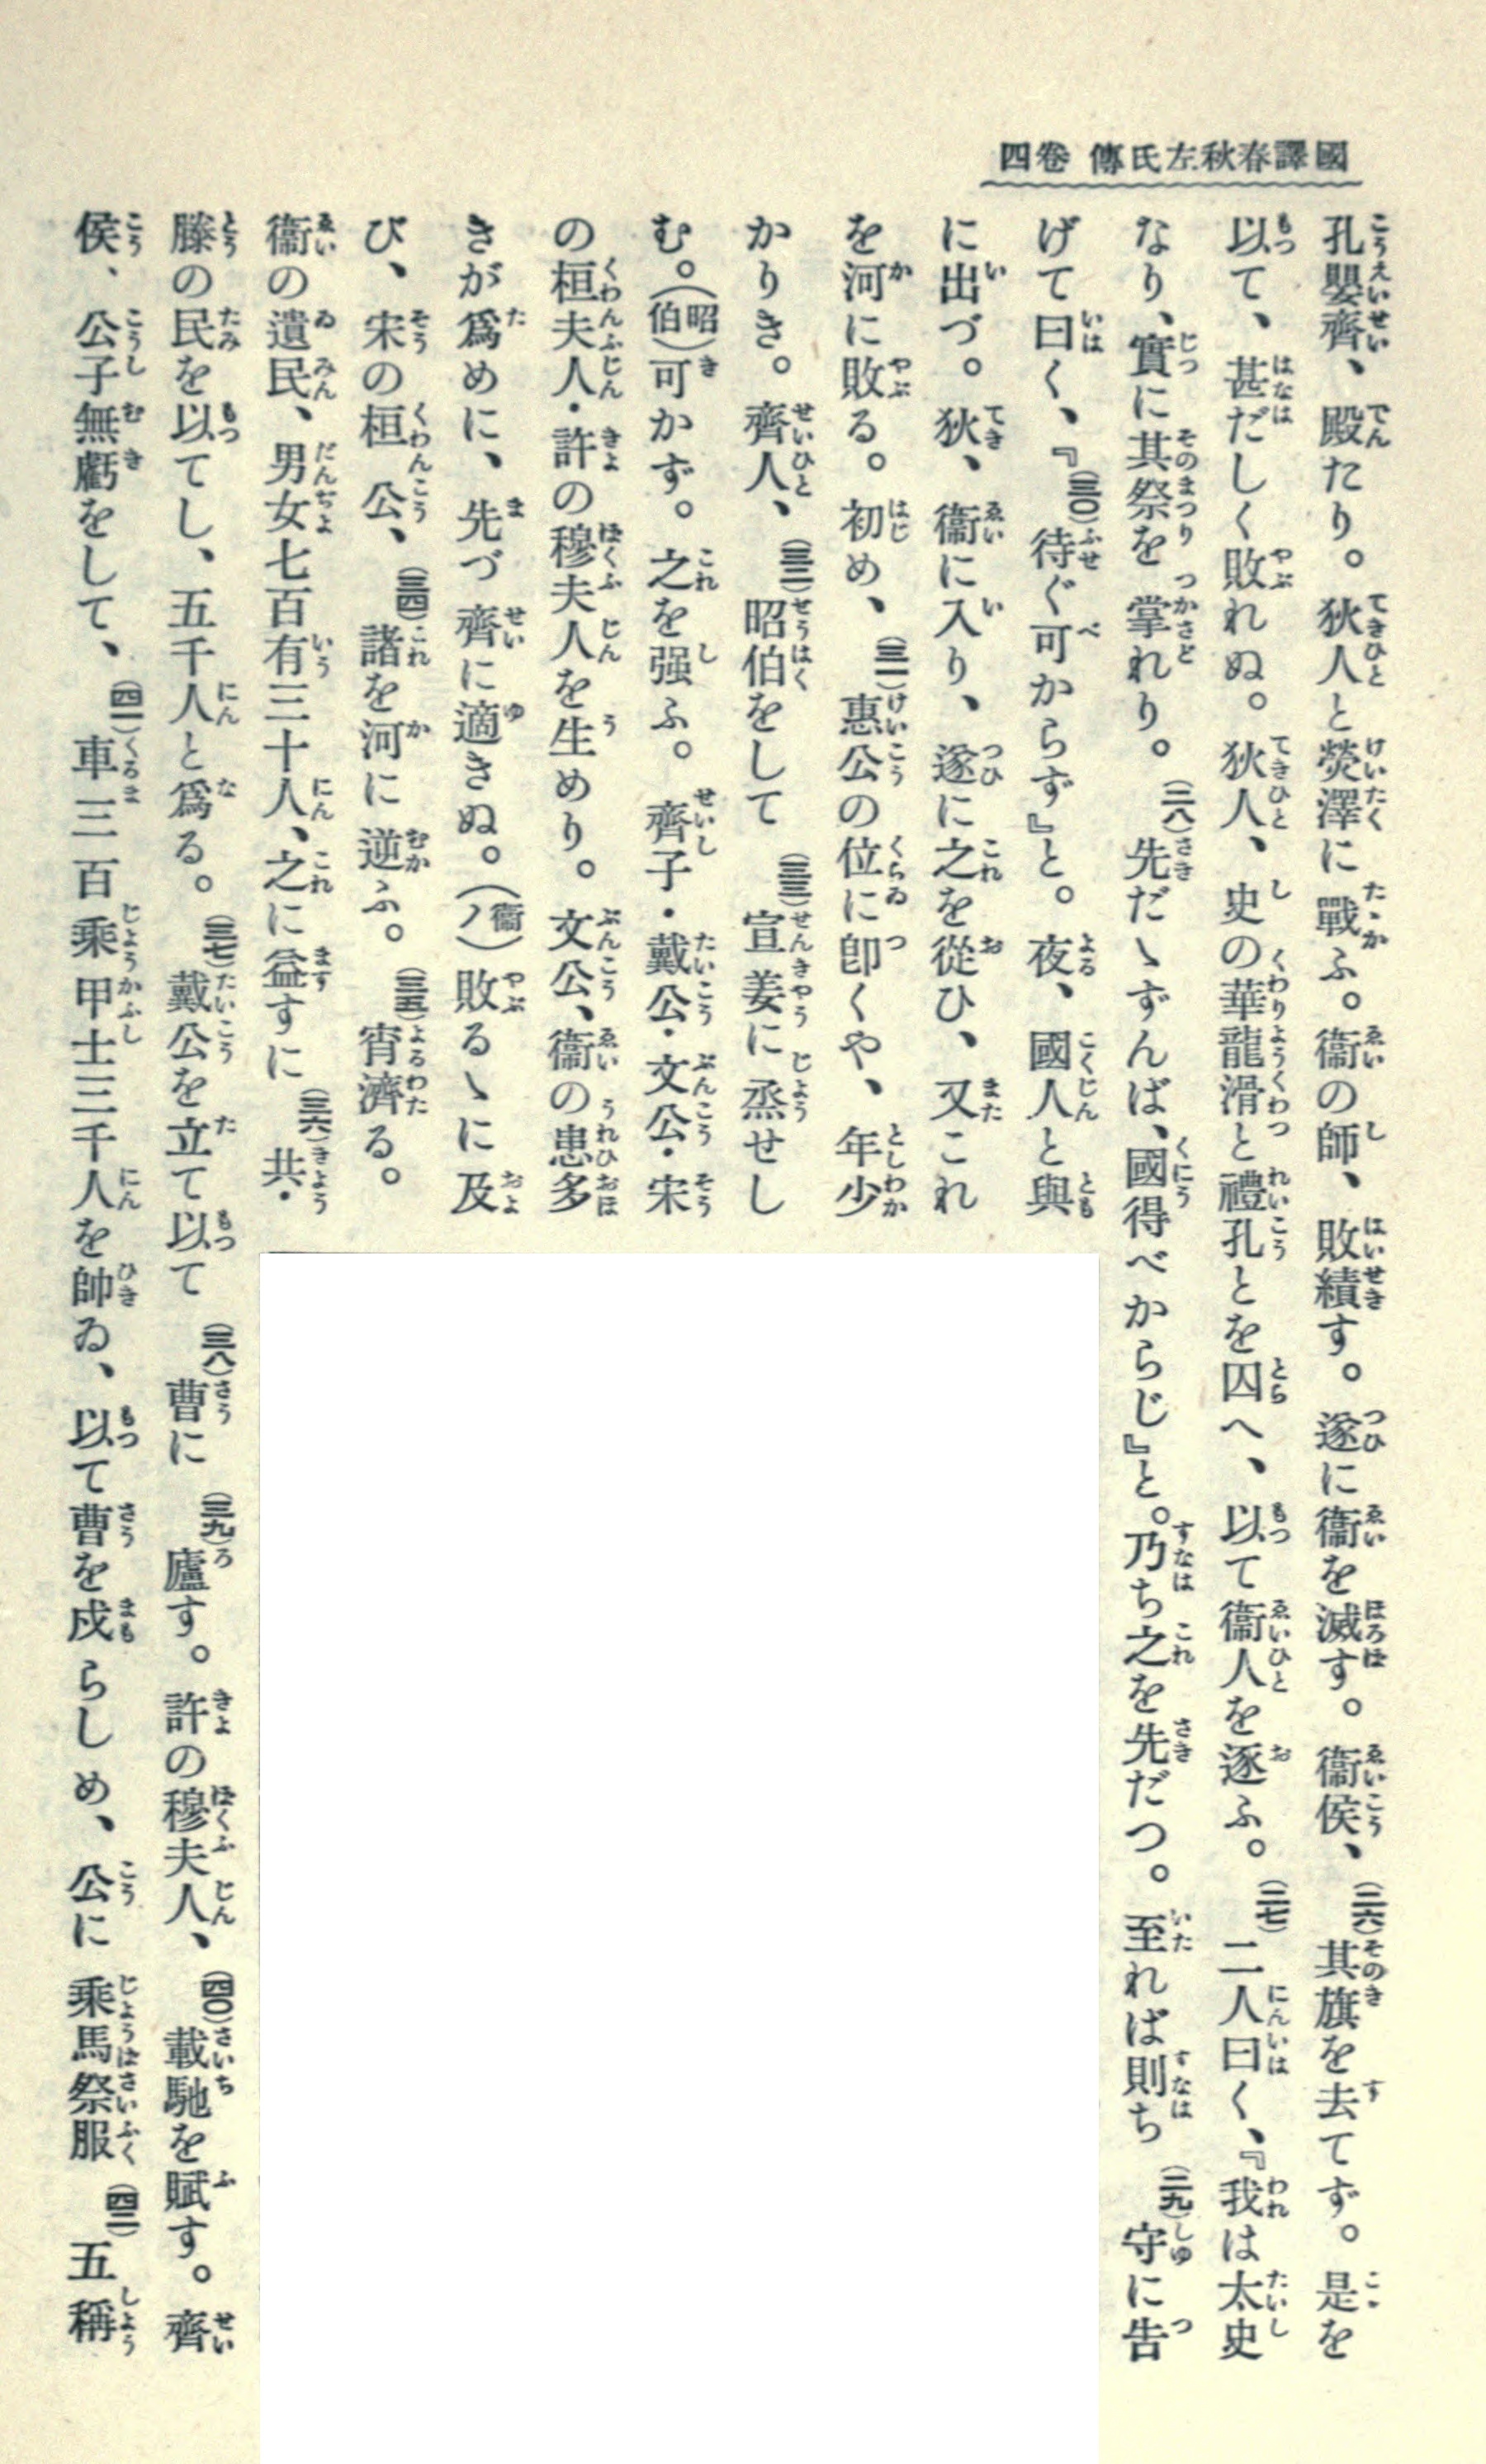 國譯春秋左氏傳 卷四
孔嬰齊、殿たり。狄人と熒澤に戰ふ。衞の師、敗績す。遂に衞を滅す。衞侯、(二六)其旗を去てず。是を
以て、甚だしく敗れぬ。狄人、史の華龍滑と禮孔とを囚へ、以て衞人を逐ふ。(二七)二人曰く、『我は太史
なり、實に其祭を掌れり。(二八)先だゝずんば、國得べからじ』と。乃ち之を先だつ。至れば則ち(二九)守に告
げて曰く、『(三〇)待ぐ可からず』と。夜、國人と與
に出づ。狄、衞に入り、遂に之を從ひ、又これ
を河に敗る。初め、(三一)惠公の位に卽くや、年少
かりき。齊人、(三二)昭伯をして(三三)宣姜に烝せし
む。(昭伯)可かず。之を强ふ。齊子・戴公・文公・宋
の桓夫人・許の穆夫人を生めり。文公、衞の患多
きが爲めに、先づ齊に適きぬ。(衞ノ)敗るゝに及
び、宋の桓公、(三四)諸を河に逆ふ。(三五)宵濟る。
衞の遺民、男女七百有三十人、之に益すに(三六)共・
滕の民を以てし、五千人と爲る。(三七)戴公を立て以て(三八)曹に(三九)廬す。許の穆夫人、(四〇)載馳を賦す。齊
侯、公子無虧をして、(四一)車三百乘甲士三千人を帥ゐ、以て曹を戍らしめ、公に乘馬祭服(四二)五稱